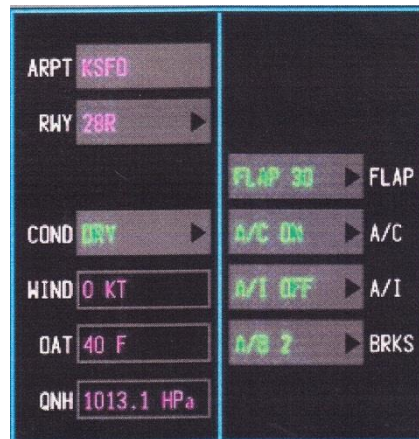 ARPT KSFO
RWY 28R
FLAP 30 FLAP
COND DRY A/C ON A/C
WIND 0 KT A/I OFF A/I
OAT 40 F A/B 2 BRKS
QNH 1013.1 HPa